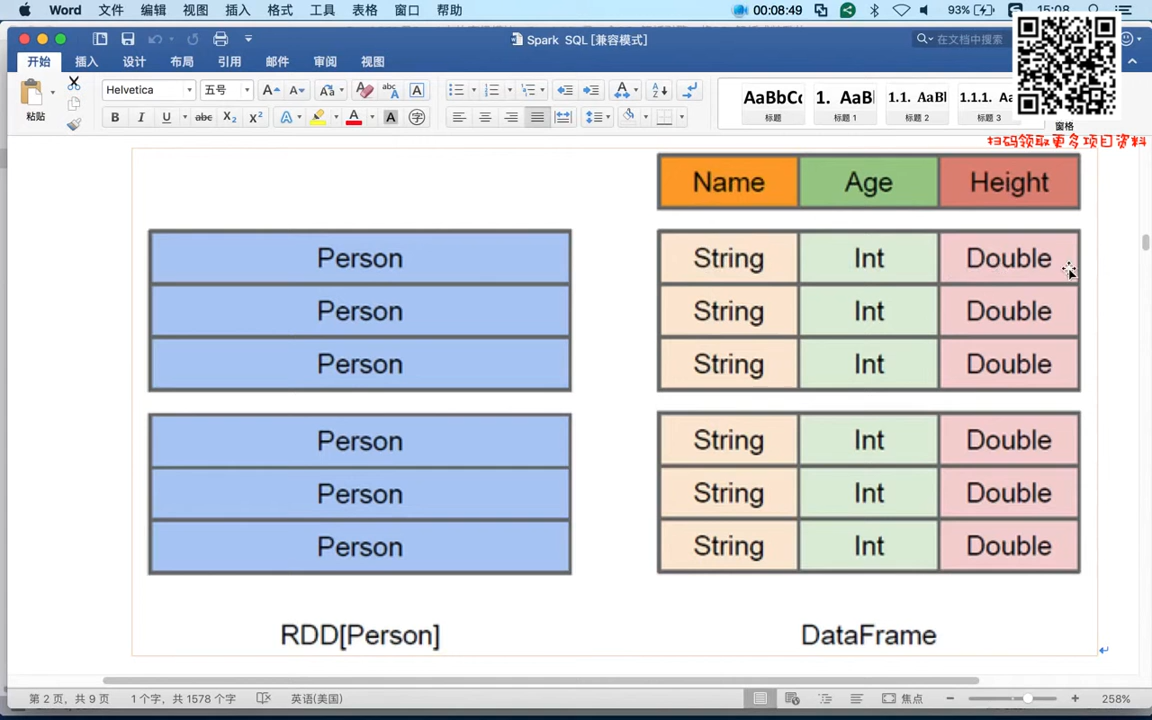 Word 文件 编辑 视图 插入 格式 工具 表格 窗口 帮助 00:08:49 93% 15:08
Spark SQL [兼容模式] 在文档中搜索
开始 插入 设计 布局 引用 邮件 审阅 视图
粘贴 Helvetica 五号
AaBbCc 1. AaBl 1.1. AaBl 1.1.1. AaB
标题 标题 1 标题 2 标题 3 窗格
扫码领取更多项目资料
Name Age Height
Person String Int Double
Person String Int Double
Person String Int Double
Person String Int Double
Person String Int Double
Person String Int Double
RDD[Person] DataFrame
第 2 页，共 9 页 1 个字，共 1578 个字 英语(美国) 焦点 258%